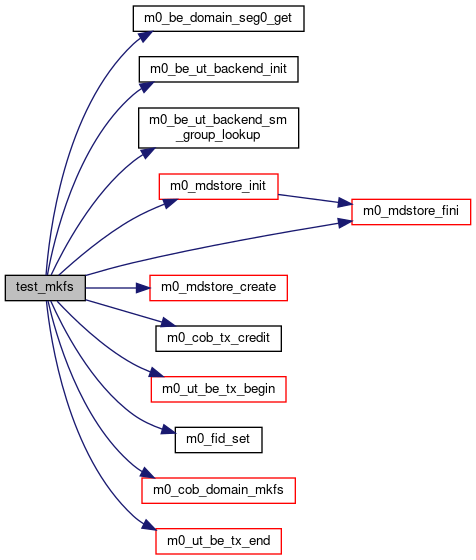 m0_be_domain_seg0_get
m0_be_ut_backend_init
m0_be_ut_backend_sm
_group_lookup
m0_mdstore_init
m0_mdstore_fini
test_mkfs
m0_mdstore_create
m0_cob_tx_credit
m0_ut_be_tx_begin
m0_fid_set
m0_cob_domain_mkfs
m0_ut_be_tx_end